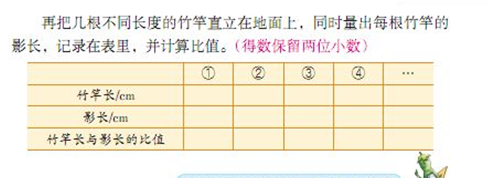 再把几根不同长度的竹竿直立在地面上，同时量出每根竹竿的
影长，记录在表里，并计算比值。（得数保留两位小数）
① ② ③ ④ …
竹竿长/cm
影长/cm
竹竿长与影长的比值